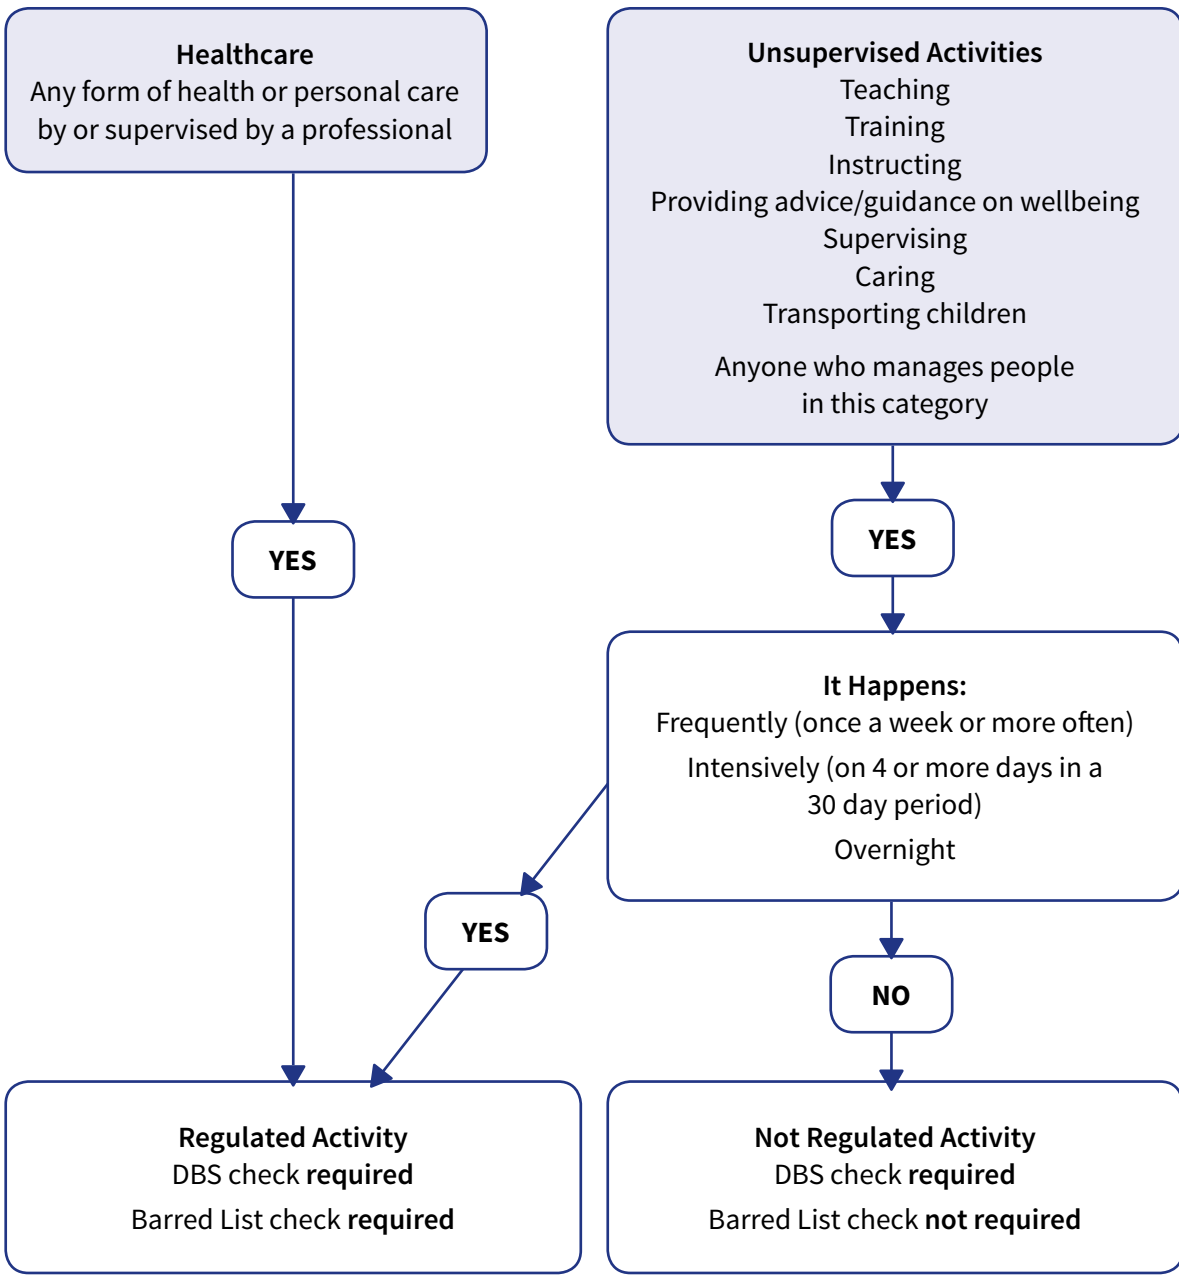 Healthcare
Any form of health or personal care
by or supervised by a professional
Unsupervised Activities
Teaching
Training
Instructing
Providing advice/guidance on wellbeing
Supervising
Caring
Transporting children
Anyone who manages people
in this category
YES
YES
It Happens:
Frequently (once a week or more often)
Intensively (on 4 or more days in a
30 day period)
Overnight
YES
NO
Regulated Activity
DBS check required
Barred List check required
Not Regulated Activity
DBS check required
Barred List check not required